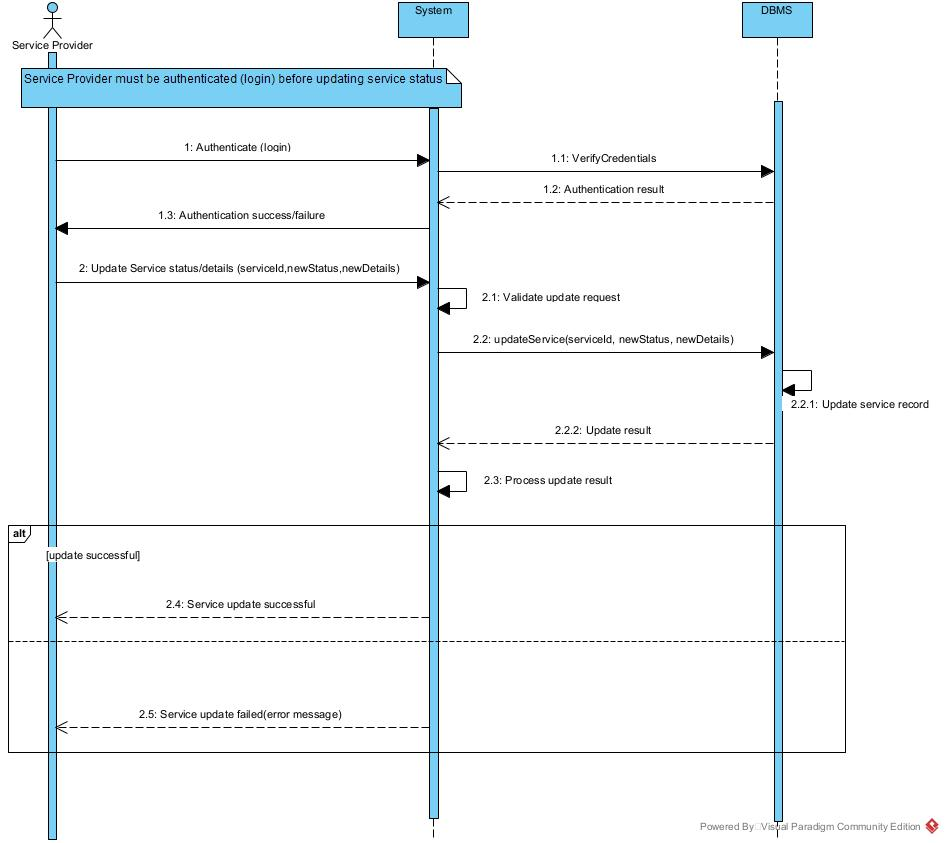 System
DBMS
Service Provider
Service Provider must be authenticated (login) before updating service status
1: Authenticate (login)
1.1: VerifyCredentials
1.2: Authentication result
1.3: Authentication success/failure
2: Update Service status/details (serviceId,newStatus,newDetails)
2.1: Validate update request
2.2: updateService(serviceId, newStatus, newDetails)
2.2.1: Update service record
2.2.2: Update result
2.3: Process update result
alt
[update successful]
2.4: Service update successful
2.5: Service update failed(error message)
Powered By Visual Paradigm Community Edition